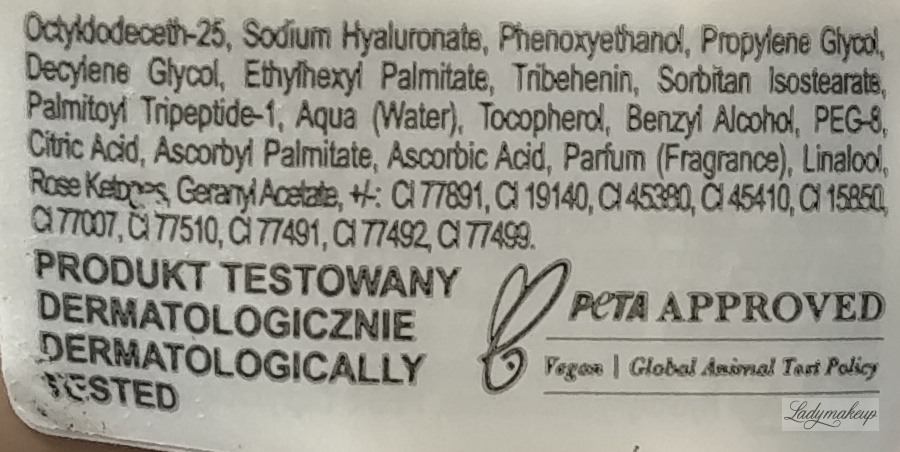 Octyldodeceth-25, Sodium Hyaluronate, Phenoxyethanol, Propylene Glycol,
Decylene Glycol, Ethylhexyl Palmitate, Tribehenin, Sorbitan Isostearate,
Palmitoyl Tripeptide-1, Aqua (Water), Tocopherol, Benzyl Alcohol, PEG-8,
Citric Acid, Ascorbyl Palmitate, Ascorbic Acid, Parfum (Fragrance), Linalool,
Rose Ketones, Geranyl Acetate, +/-: CI 77891, CI 19140, CI 45380, CI 45410, CI 15850,
CI 77007, CI 77510, CI 77491, CI 77492, CI 77499.
PRODUKT TESTOWANY
DERMATOLOGICZNIE
DERMATOLOGICALLY
TESTED
PETA APPROVED
Vegan | Global Animal Test Policy
Ladymakeup